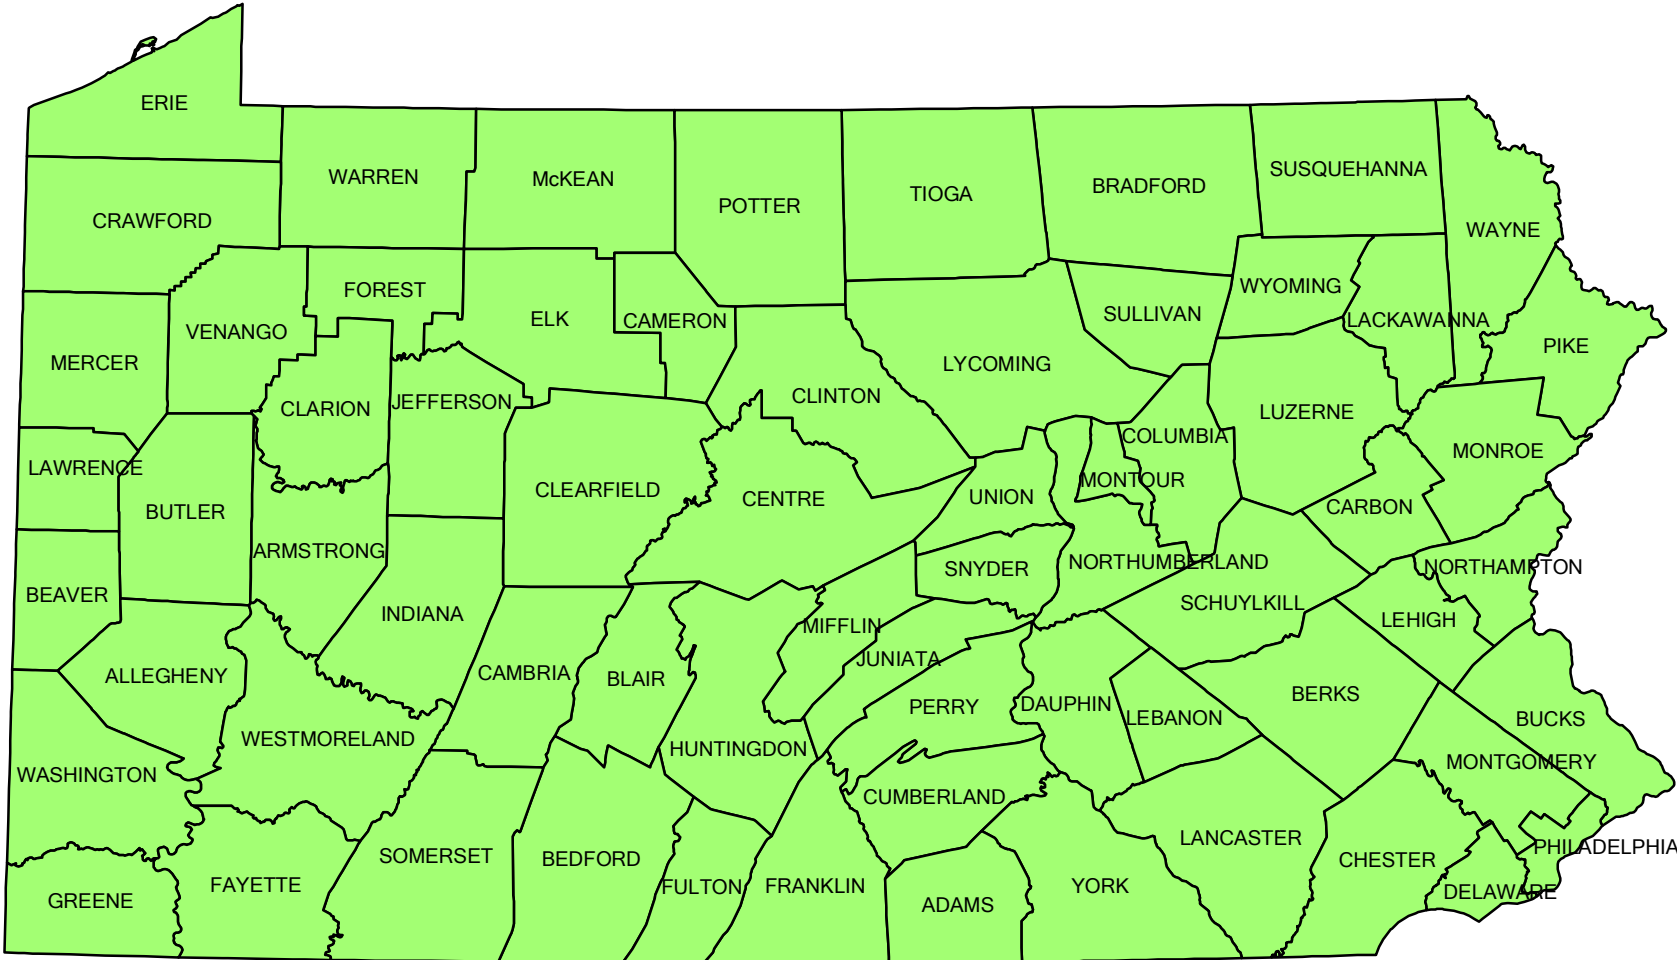 ERIE
WARREN
McKEAN
SUSQUEHANNA
BRADFORD
TIOGA
POTTER
CRAWFORD
WAYNE
FOREST
WYOMING
SULLIVAN
ELK
CAMERON
LACKAWANNA
VENANGO
PIKE
MERCER
LYCOMING
CLINTON
JEFFERSON
CLARION
LUZERNE
COLUMBIA
MONROE
LAWRENCE
MONTOUR
CLEARFIELD
CENTRE
UNION
CARBON
BUTLER
ARMSTRONG
NORTHUMBERLAND
NORTHAMPTON
SNYDER
BEAVER
SCHUYLKILL
INDIANA
LEHIGH
MIFFLIN
JUNIATA
CAMBRIA
ALLEGHENY
BLAIR
BERKS
DAUPHIN
PERRY
LEBANON
BUCKS
WESTMORELAND
HUNTINGDON
MONTGOMERY
WASHINGTON
CUMBERLAND
LANCASTER
PHILADELPHIA
SOMERSET
BEDFORD
CHESTER
FAYETTE
FULTON
FRANKLIN
YORK
DELAWARE
GREENE
ADAMS